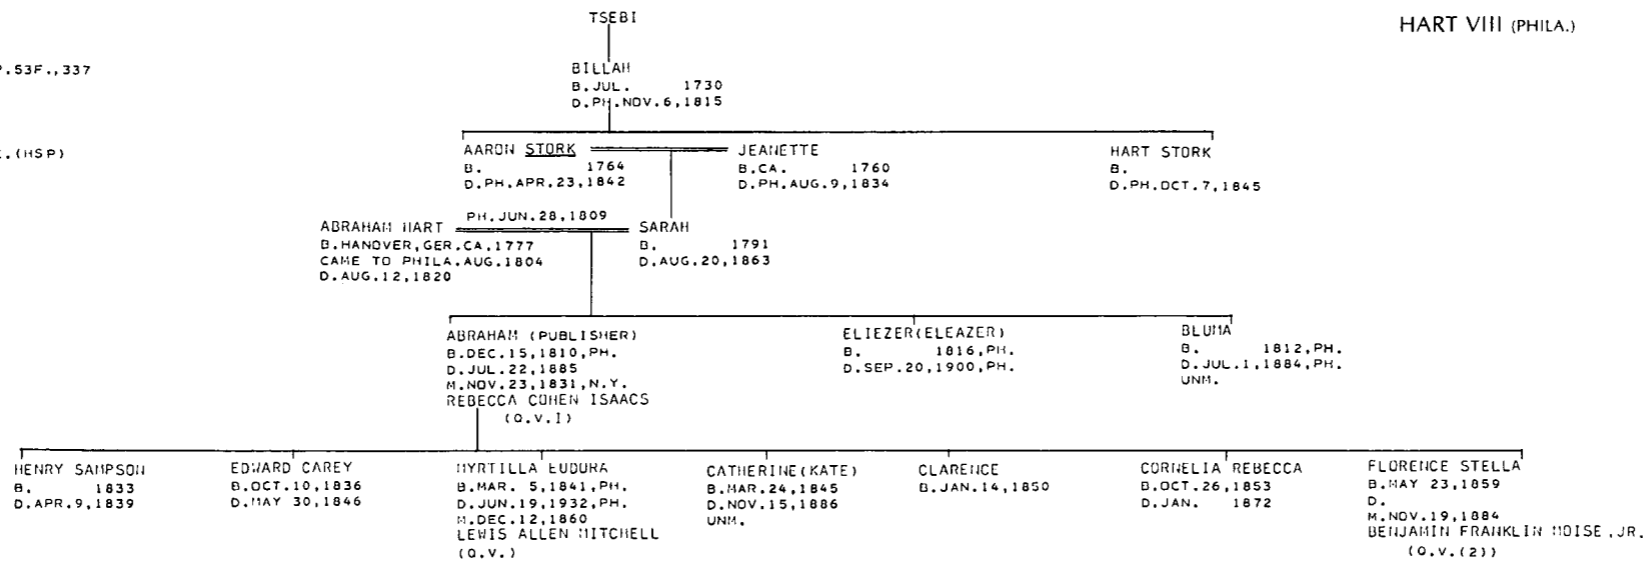 TSEBI
HART VIII (PHILA.)
P.53F.,337
BILLAH
B.JUL. 1730
D.PH.NOV.6,1815
.(HSP)
AARON STORK
B. 1764
D.PH.APR.23,1842
JEANETTE
B.CA. 1760
D.PH.AUG.9,1834
HART STORK
B.
D.PH.OCT.7,1845
PH.JUN.28,1809
ABRAHAM HART
B.HANOVER,GER.CA.1777
CAME TO PHILA.AUG.1804
D.AUG.12,1820
SARAH
B. 1791
D.AUG.20,1863
ABRAHAM (PUBLISHER)
B.DEC.15,1810,PH.
D.JUL.22,1885
M.NOV.23,1831,N.Y.
REBECCA COHEN ISAACS
(Q.V.I)
ELIEZER(ELEAZER)
B. 1816,PH.
D.SEP.20,1900,PH.
BLUMA
B. 1812,PH.
D.JUL.1,1884,PH.
UNM.
HENRY SAMPSON
B. 1833
D.APR.9,1839
EDWARD CAREY
B.OCT.10,1836
D.MAY 30,1846
MYRTILLA EUDORA
B.MAR. 5,1841,PH.
D.JUN.19,1932,PH.
M.DEC.12,1860
LEWIS ALLEN MITCHELL
(Q.V.)
CATHERINE(KATE)
B.MAR.24,1845
D.NOV.15,1886
UNM.
CLARENCE
B.JAN.14,1850
CORNELIA REBECCA
B.OCT.26,1853
D.JAN. 1872
FLORENCE STELLA
B.MAY 23,1859
D.
M.NOV.19,1884
BENJAMIN FRANKLIN MOISE,JR.
(Q.V.(2))